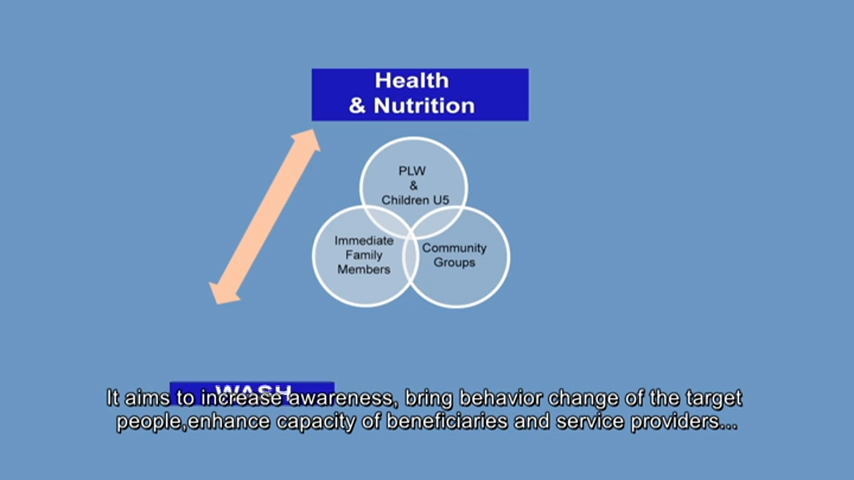 Health
& Nutrition
PLW
&
Children U5
Immediate
Family
Members
Community
Groups
WASH
It aims to increase awareness, bring behavior change of the target
people,enhance capacity of beneficiaries and service providers...